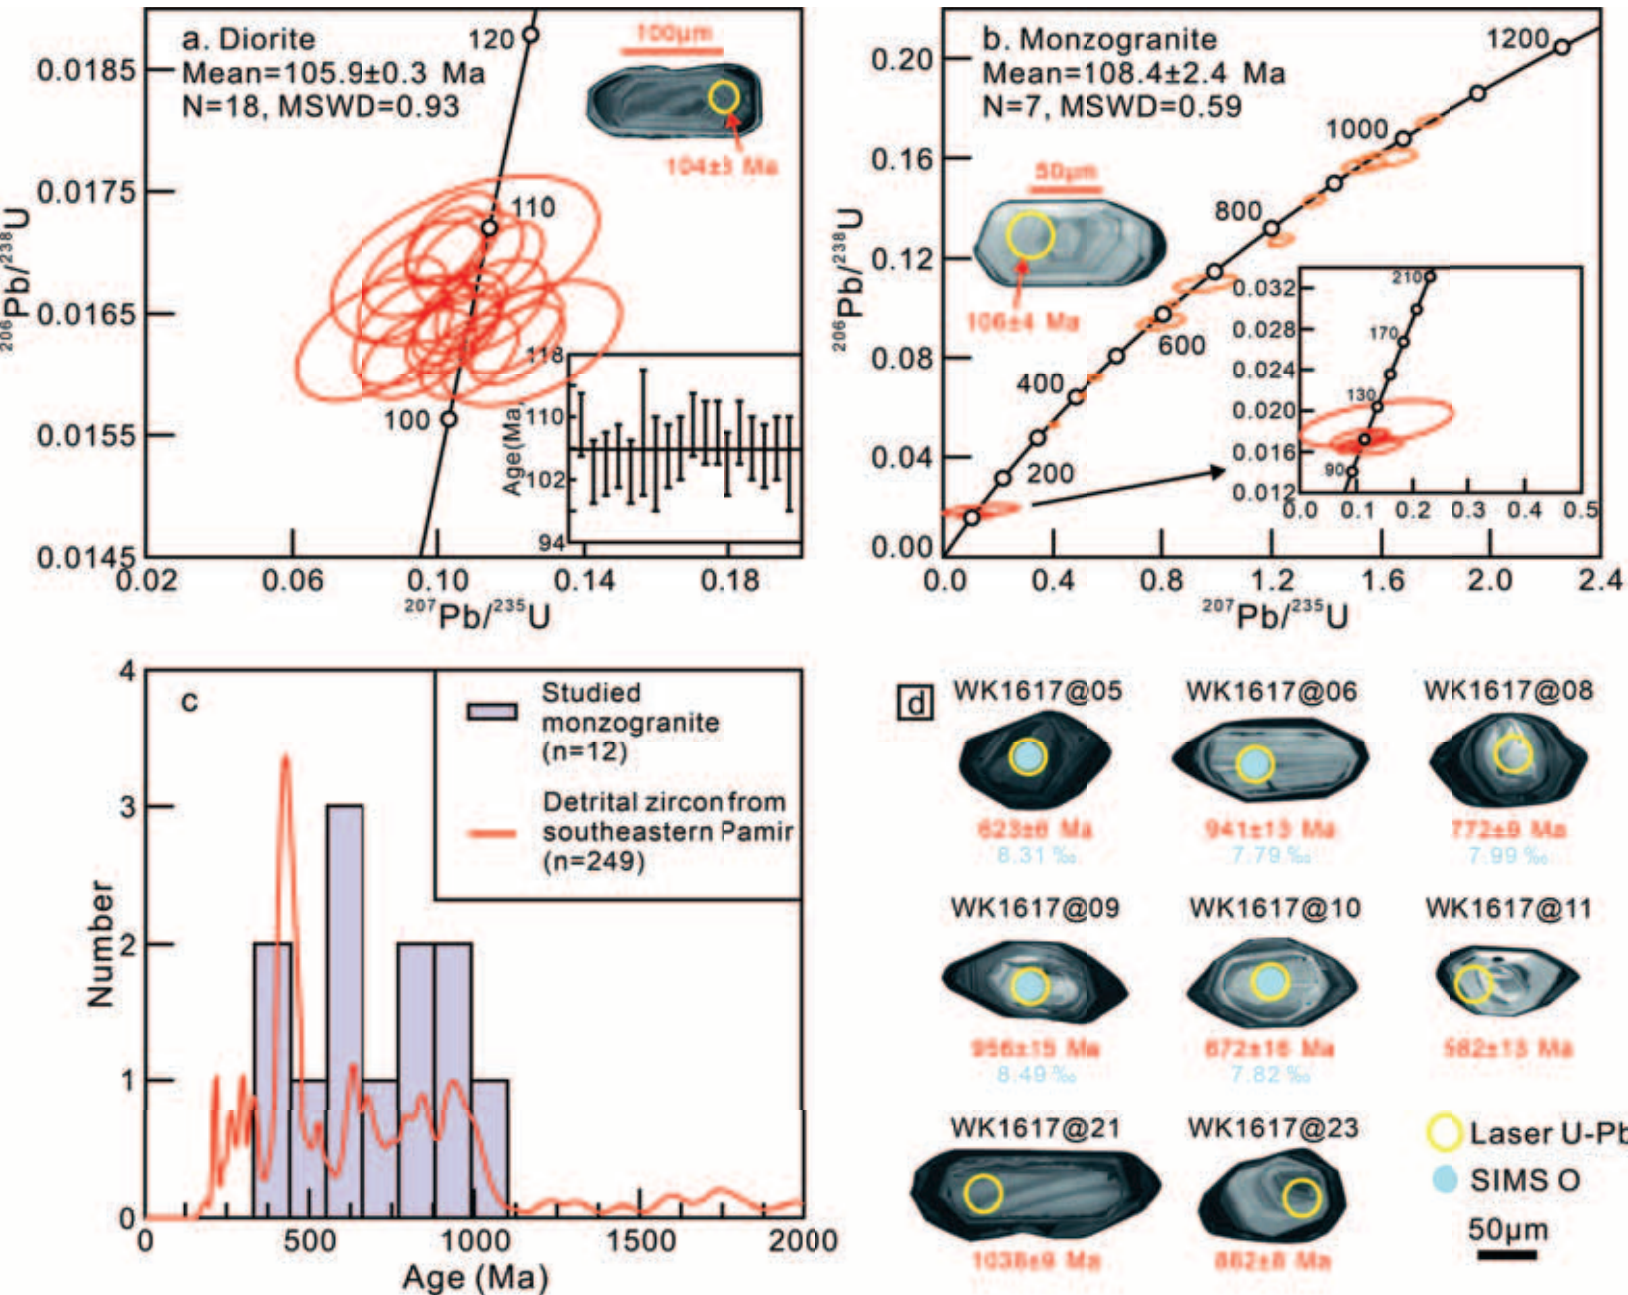 a. Diorite
Mean=105.9±0.3 Ma
N=18, MSWD=0.93
100μm
104±3 Ma
120
110
100
0.0185
0.0175
0.0165
0.0155
0.0145
0.02
0.06
0.10
0.14
0.18
²⁰⁶Pb/²³⁸U
²⁰⁷Pb/²³⁵U
118
110
102
94
Age(Ma)
b. Monzogranite
Mean=108.4±2.4 Ma
N=7, MSWD=0.59
50μm
106±4 Ma
1200
1000
800
600
400
200
0.20
0.16
0.12
0.08
0.04
0.00
0.0
0.4
0.8
1.2
1.6
2.0
2.4
²⁰⁶Pb/²³⁸U
²⁰⁷Pb/²³⁵U
210
170
130
90
0.032
0.028
0.024
0.020
0.016
0.012
0.0
0.1
0.2
0.3
0.4
0.5
c
Studied
monzogranite
(n=12)
Detrital zircon from
southeastern Pamir
(n=249)
4
3
2
1
0
Number
0
500
1000
1500
2000
Age (Ma)
d
WK1617@05
WK1617@06
WK1617@08
623±6 Ma
941±13 Ma
772±9 Ma
8.31 ‰
7.79 ‰
7.99 ‰
WK1617@09
WK1617@10
WK1617@11
956±15 Ma
672±16 Ma
582±13 Ma
8.49 ‰
7.82 ‰
WK1617@21
WK1617@23
1038±9 Ma
882±8 Ma
Laser U-Pb
SIMS O
50μm